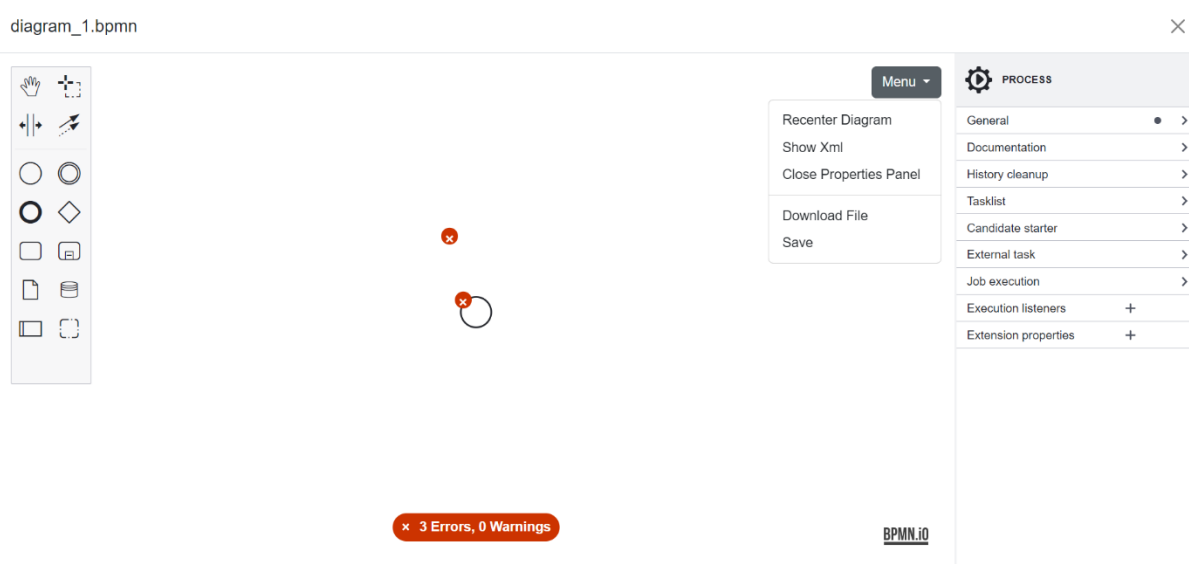 diagram_1.bpmn
Menu
Recenter Diagram
Show Xml
Close Properties Panel
Download File
Save
PROCESS
General
Documentation
History cleanup
Tasklist
Candidate starter
External task
Job execution
Execution listeners
Extension properties
3 Errors, 0 Warnings
BPMN.iO